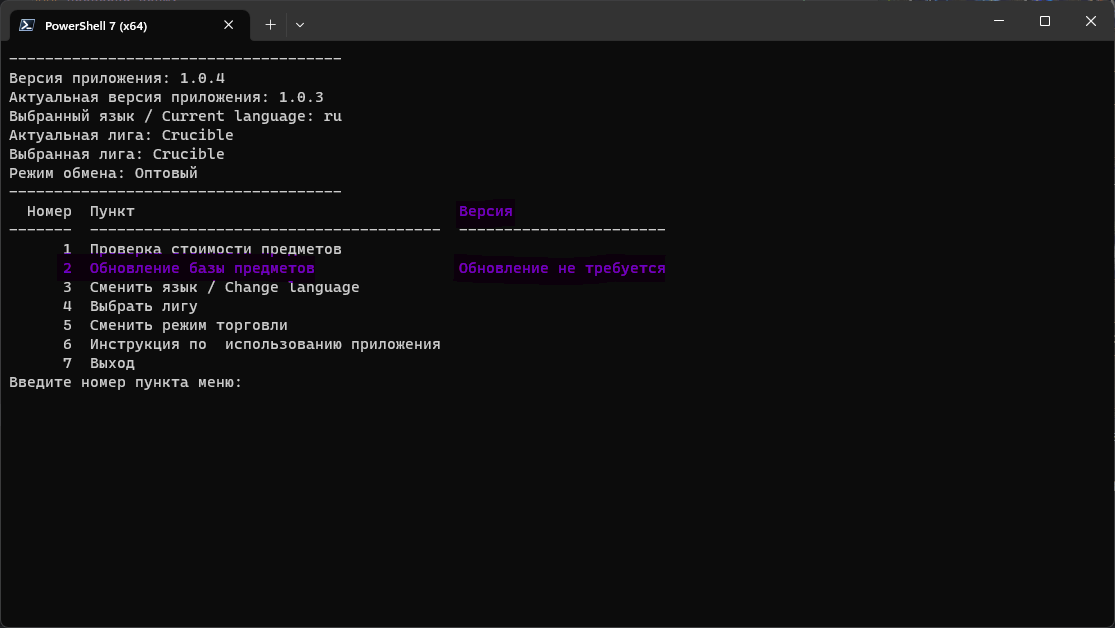 PowerShell 7 (x64)
------------------------------------
Версия приложения: 1.0.4
Актуальная версия приложения: 1.0.3
Выбранный язык / Current language: ru
Актуальная лига: Crucible
Выбранная лига: Crucible
Режим обмена: Оптовый
------------------------------------
Номер Пункт Версия
------- --------------------------------------- -----------------------
1 Проверка стоимости предметов
2 Обновление базы предметов Обновление не требуется
3 Сменить язык / Change language
4 Выбрать лигу
5 Сменить режим торговли
6 Инструкция по  использованию приложения
7 Выход
Введите номер пункта меню: